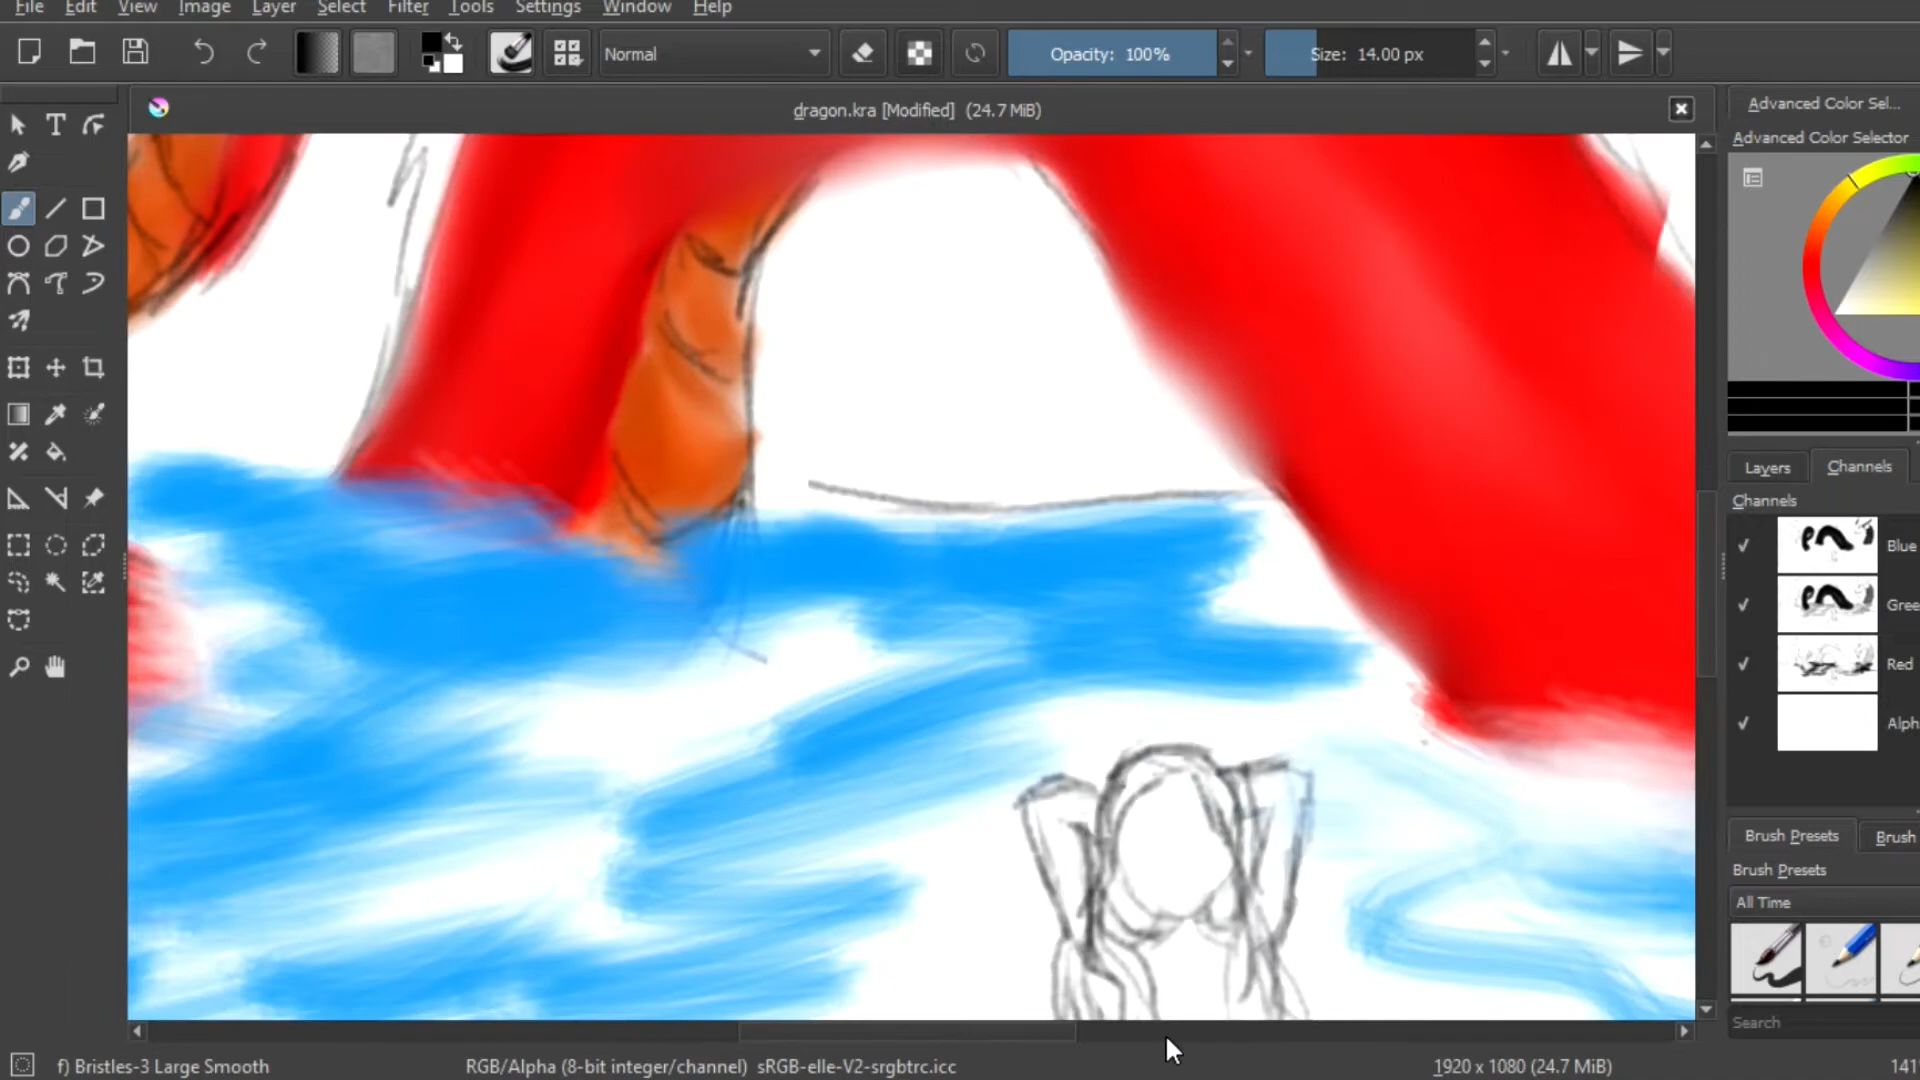 File Edit View Image Layer Select Filter Tools Settings Window Help
Normal Opacity: 100% Size: 14.00 px
dragon.kra [Modified] (24.7 MiB)
Advanced Color Sel...
Advanced Color Selector
Layers Channels
Channels
Blue
Gree
Red
Alph
Brush Presets Brush
Brush Presets
All Time
Search
f) Bristles-3 Large Smooth RGB/Alpha (8-bit integer/channel) sRGB-elle-V2-srgbtrc.icc 1920 x 1080 (24.7 MiB) 141